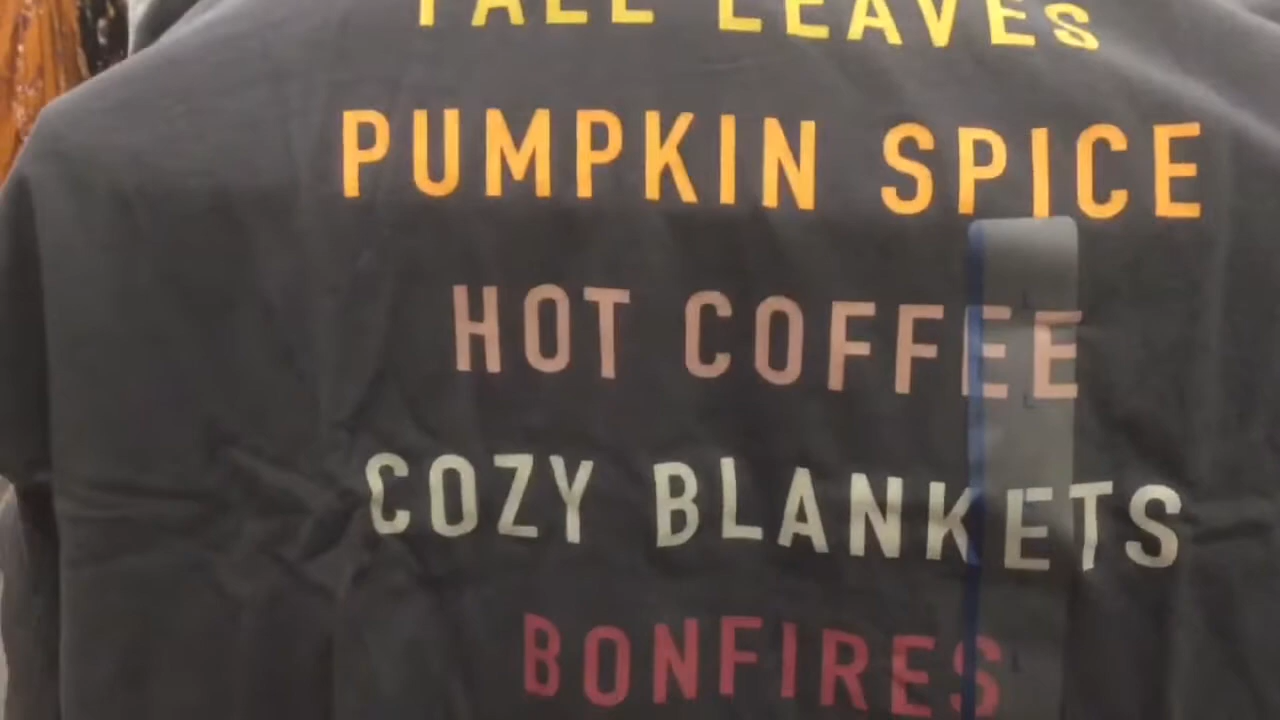 FALL LEAVES
PUMPKIN SPICE
HOT COFFEE
COZY BLANKETS
BONFIRES